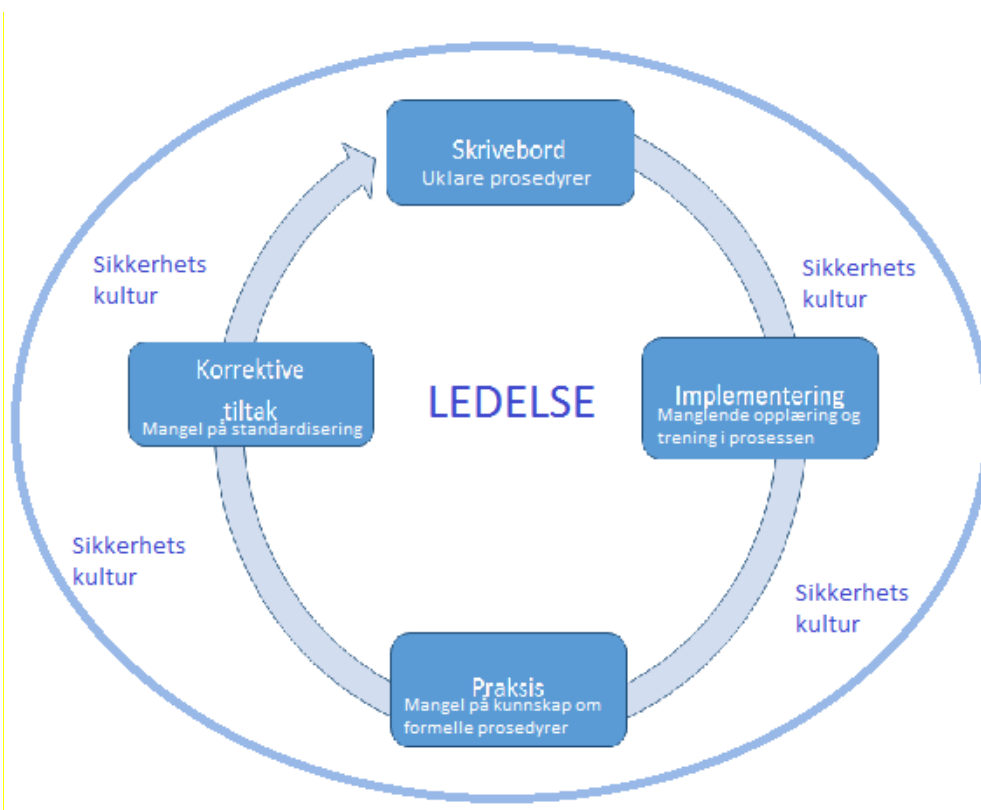 Skrivebord
Uklare prosedyrer
Sikkerhets
kultur
Sikkerhets
kultur
Korrektive
tiltak
Mangel på standardisering
LEDELSE
Implementering
Manglende opplæring og
trening i prosessen
Sikkerhets
kultur
Sikkerhets
kultur
Praksis
Mangel på kunnskap om
formelle prosedyrer